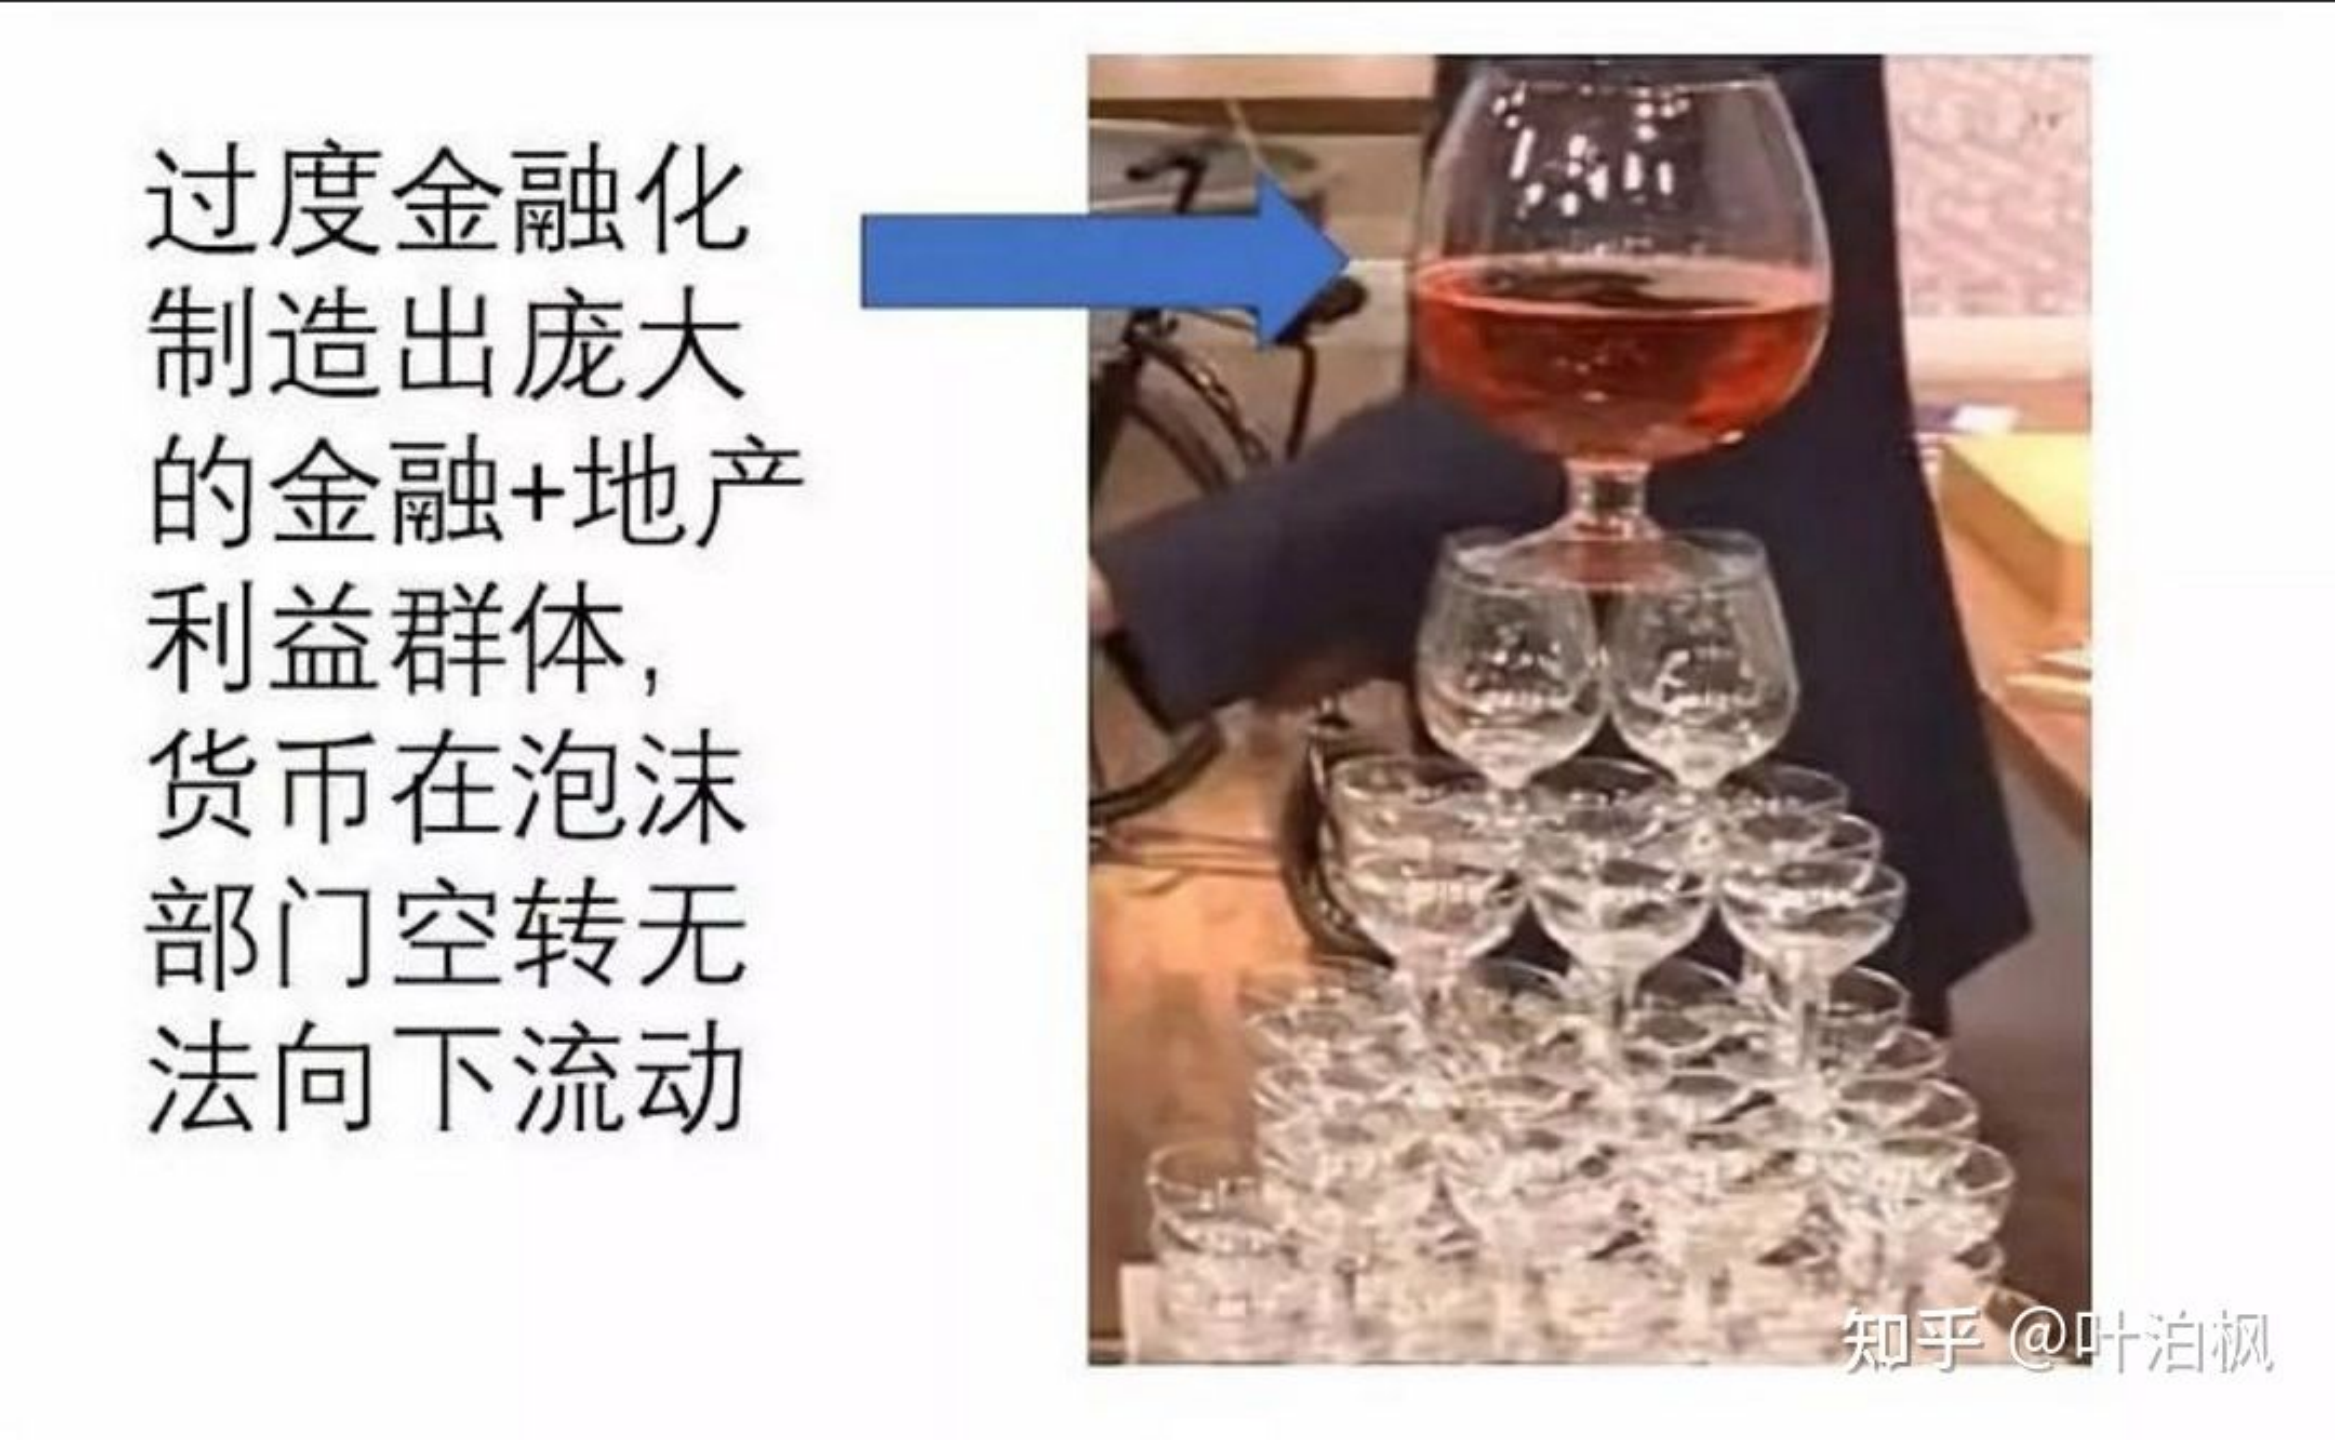 过度金融化
制造出庞大
的金融+地产
利益群体,
货币在泡沫
部门空转无
法向下流动
知乎 @叶泊枫